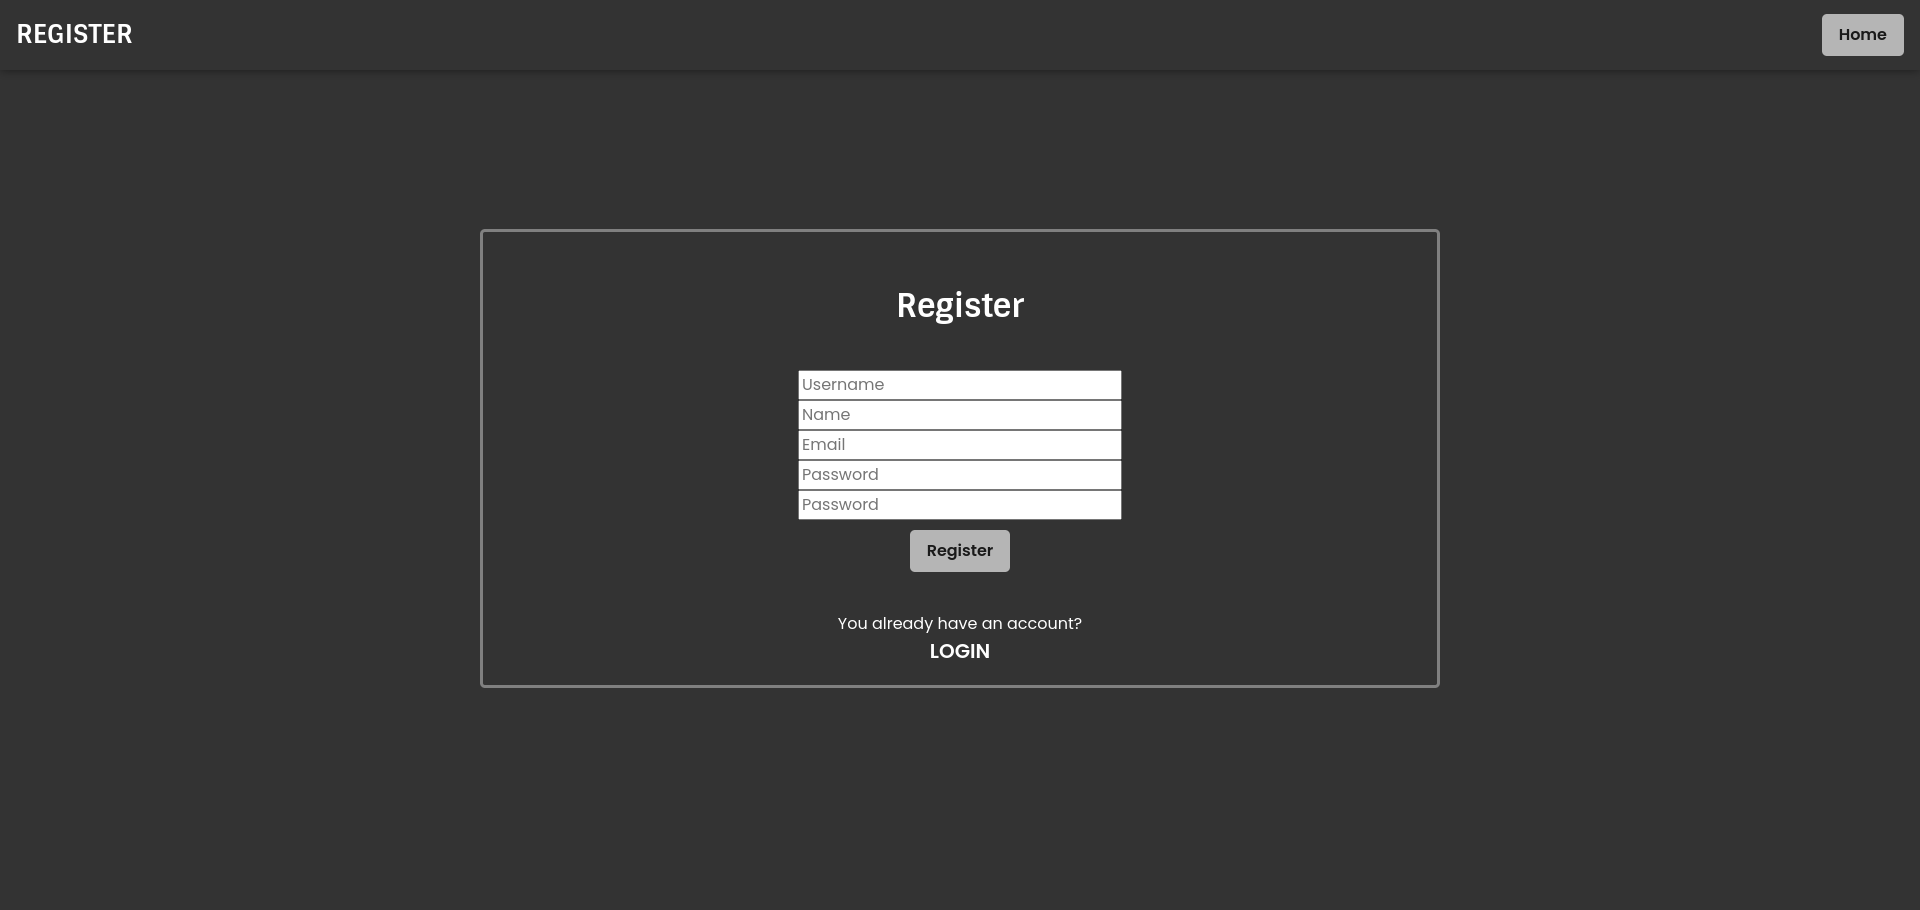 REGISTER
Home
Register
Username
Name
Email
Password
Password
Register
You already have an account?
LOGIN